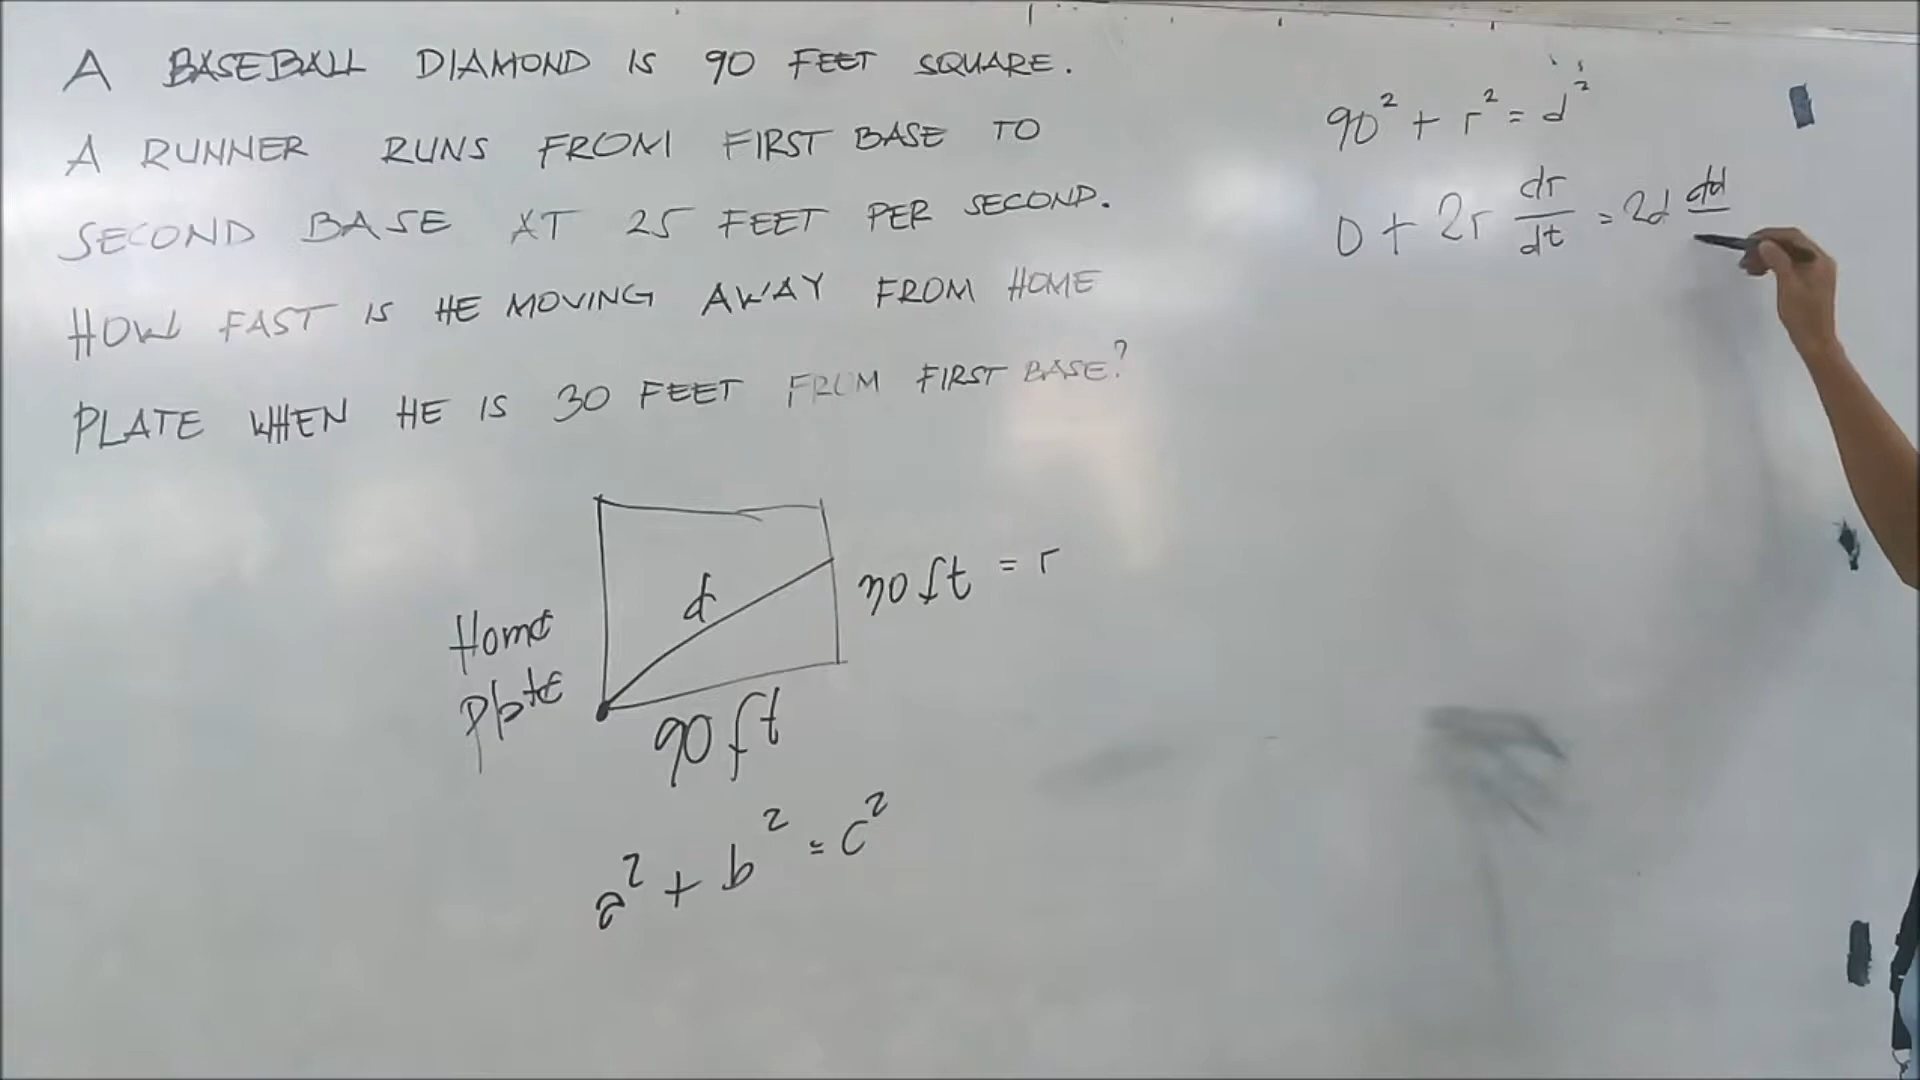 A BASEBALL DIAMOND IS 90 FEET SQUARE.
A RUNNER RUNS FROM FIRST BASE TO
SECOND BASE AT 25 FEET PER SECOND.
HOW FAST IS HE MOVING AWAY FROM HOME
PLATE WHEN HE IS 30 FEET FROM FIRST BASE?
90² + r² = d²
0 + 2r dr/dt = 2d dd
d
ft = r
Home
Plate
90 ft
a² + b² = c²